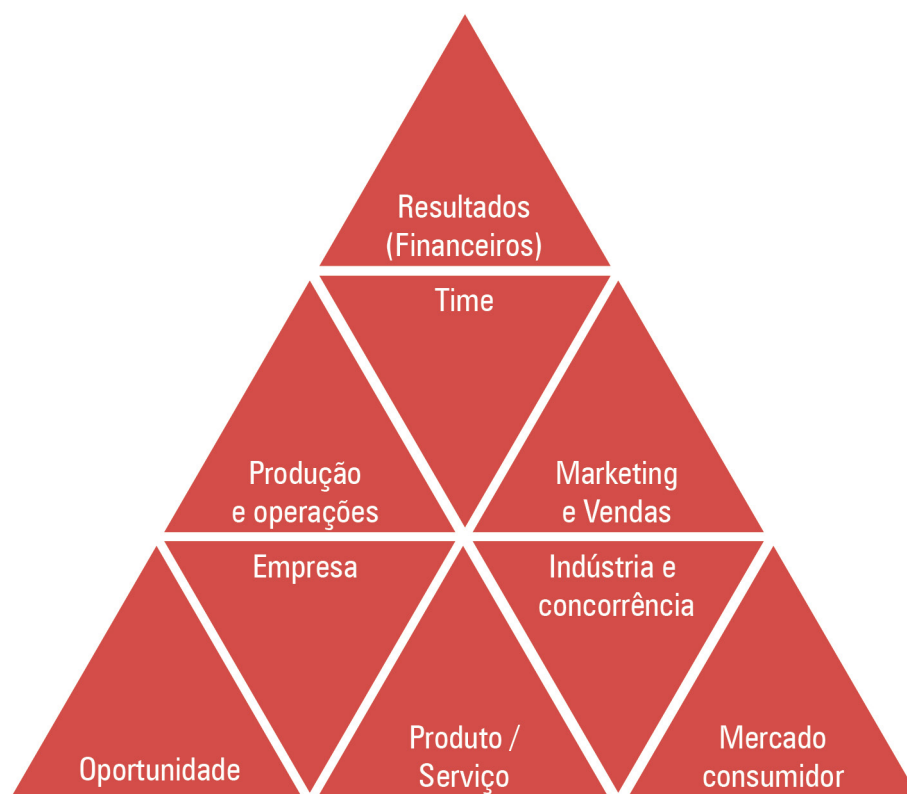 Resultados
(Financeiros)
Time
Produção
e operações
Marketing
e Vendas
Empresa
Indústria e
concorrência
Oportunidade
Produto /
Serviço
Mercado
consumidor